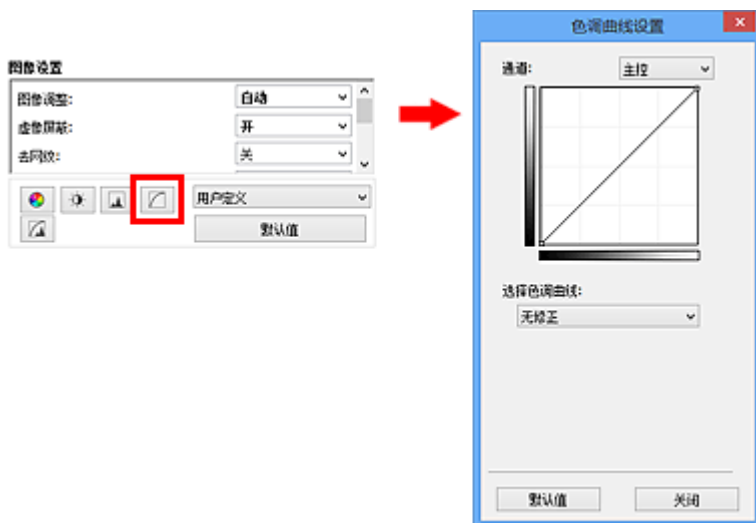 图像设置
图像调整: 自动
虚像屏蔽: 开
去网纹: 关
用户定义
默认值
色调曲线设置
通道: 主控
选择色调曲线:
无修正
默认值 关闭